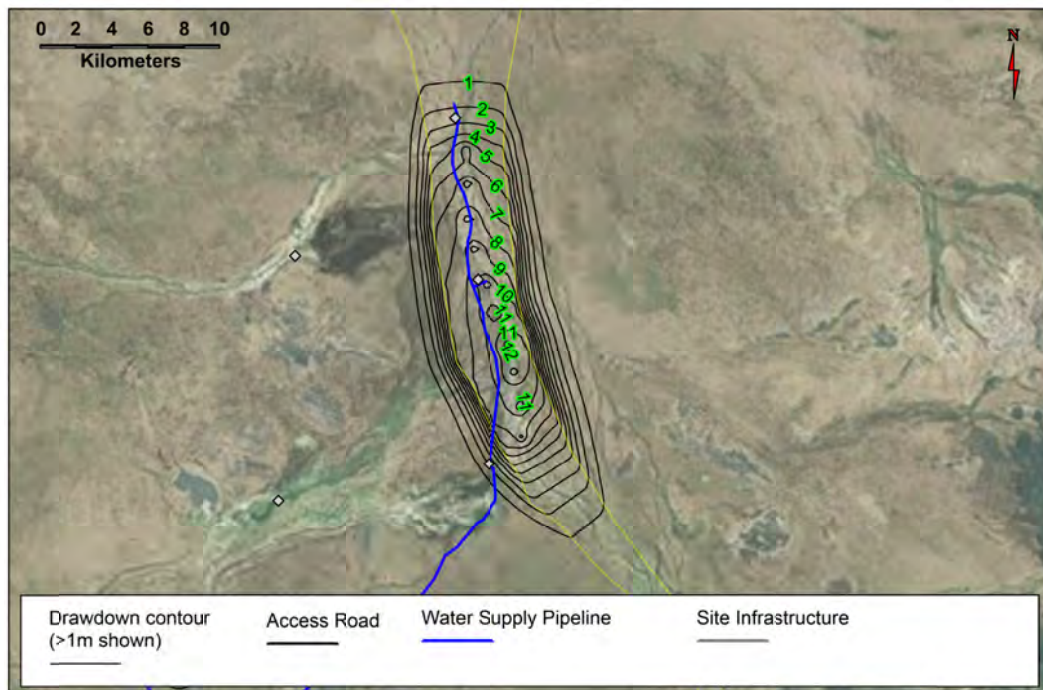 0 2 4 6 8 10
Kilometers
N
1
2
3
4
5
6
7
8
9
10
11
11
12
11
Drawdown contour
(>1m shown)
Access Road
Water Supply Pipeline
Site Infrastructure